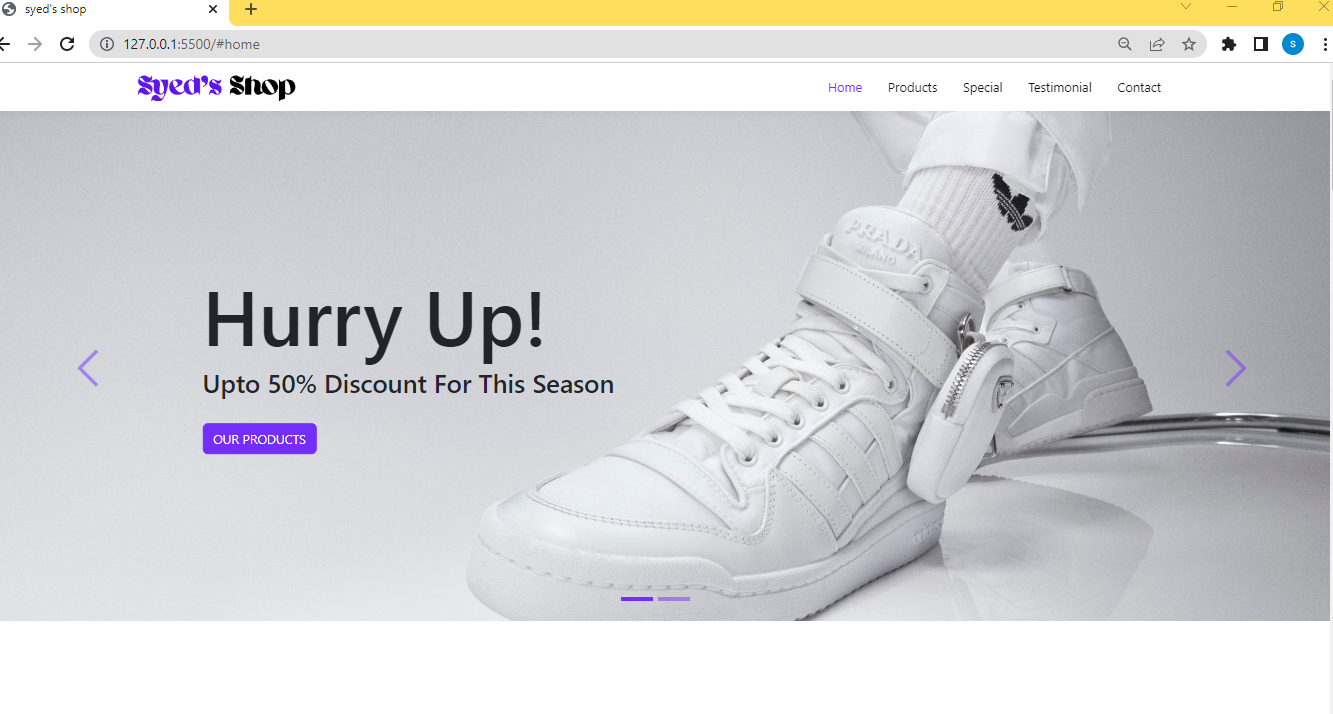 syed's shop
127.0.0.1:5500/#home
s
Syed's Shop
Home Products Special Testimonial Contact
PRADA
MILANO
Hurry Up!
Upto 50% Discount For This Season
OUR PRODUCTS